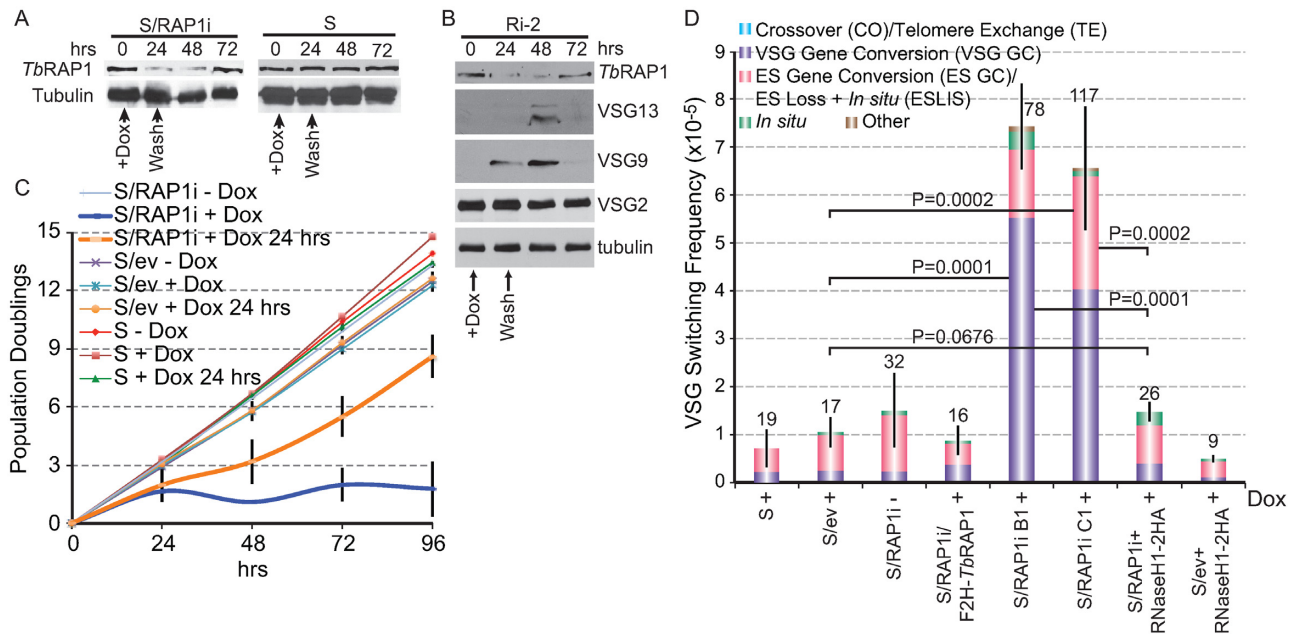 A
S/RAP1i
S
hrs 0 24 48 72 0 24 48 72
TbRAP1
Tubulin
+Dox
Wash
+Dox
Wash
B
Ri-2
0 24 48 72 hrs
TbRAP1
VSG13
VSG9
VSG2
tubulin
+Dox
Wash
C
S/RAP1i - Dox
S/RAP1i + Dox
S/RAP1i + Dox 24 hrs
S/ev - Dox
S/ev + Dox
S/ev + Dox 24 hrs
S - Dox
S + Dox
S + Dox 24 hrs
Population Doublings
15
12
9
6
3
0
0 24 48 72 96
hrs
D
Crossover (CO)/Telomere Exchange (TE)
VSG Gene Conversion (VSG GC)
ES Gene Conversion (ES GC)/
ES Loss + In situ (ESLIS)
In situ
Other
VSG Switching Frequency (x10-5)
9
8
7
6
5
4
3
2
1
0
19
17
32
16
78
117
26
9
P=0.0002
P=0.0002
P=0.0001
P=0.0001
P=0.0676
S +
S/ev +
S/RAP1i -
S/RAP1i/
F2H-TbRAP1
+
S/RAP1i B1 +
S/RAP1i C1 +
S/RAP1i+
RNaseH1-2HA
+
S/ev+
RNaseH1-2HA
+
Dox